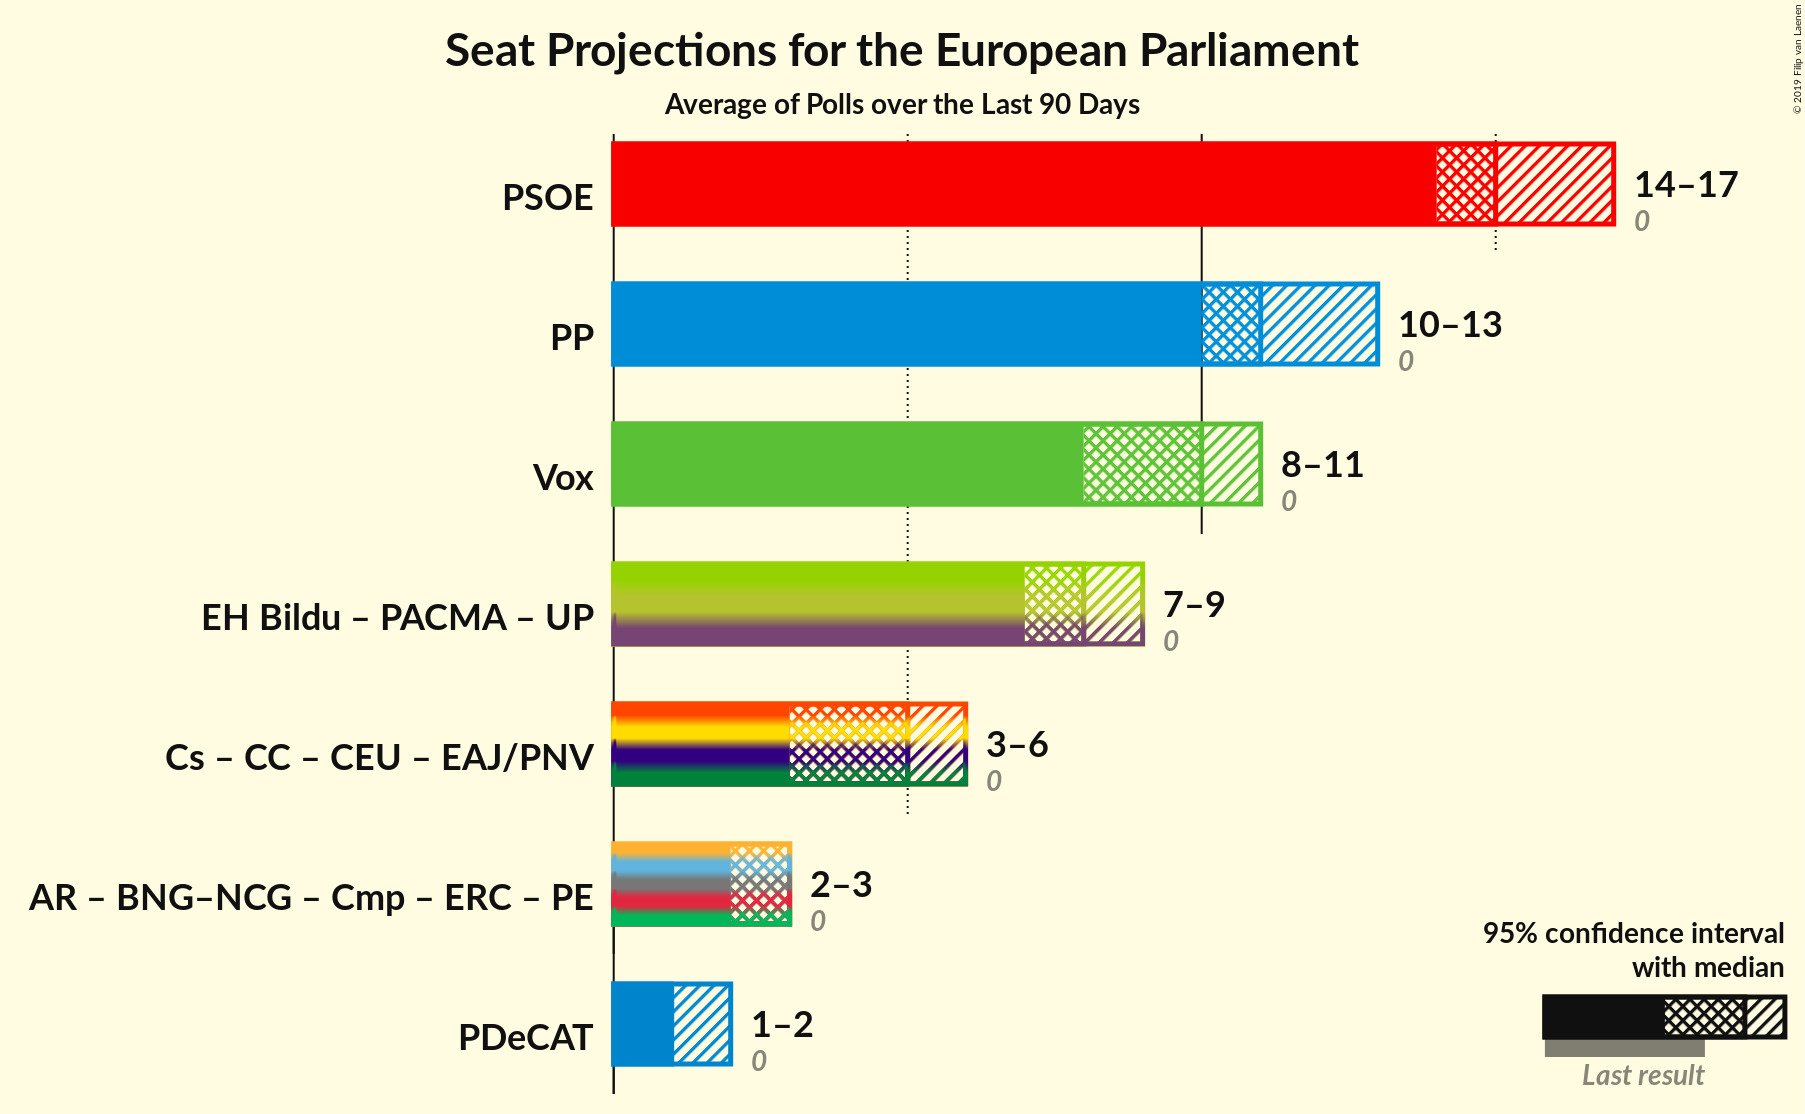 Seat Projections for the European Parliament
Average of Polls over the Last 90 Days
© 2019 Filip van Laenen
PSOE
14–17
0
PP
10–13
0
Vox
8–11
0
EH Bildu – PACMA – UP
7–9
0
Cs – CC – CEU – EAJ/PNV
3–6
0
AR – BNG–NCG – Cmp – ERC – PE
2–3
0
PDeCAT
1–2
0
95% confidence interval
with median
Last result